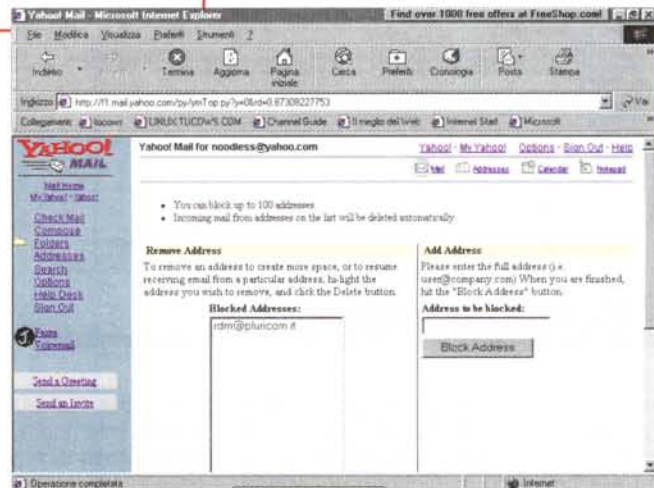 Yahoo! Mail - Microsoft Internet Explorer
Find over 1000 free offers at FreeShop.com!
File Modifica Visualizza Preferiti Strumenti ?
Indietro
Termina
Aggiorna
Pagina iniziale
Cerca
Preferiti
Cronologia
Posta
Stampa
Indirizzo
Vai
Collegamenti
LINUX.TUCOWS.COM
Channel Guide
Il meglio del Web
Internet Start
Microsoft
YAHOO! MAIL
Yahoo! Mail for noodless@yahoo.com
Yahoo! - My Yahoo! Options - Sign Out - Help
Mail Addresses Calendar Notepad
Mail Home
My Yahoo! - Yahoo!
Check Mail
Compose
Folders
Addresses
Search
Options
Help Desk
Sign Out
Voicemail
Send a Greeting
Send an Invite
• You can block up to 100 addresses
• Incoming mail from addresses on the list will be deleted automatically
Remove Address
To remove an address to create more space, or to resume
receiving email from a particular address, hi-light the
address you wish to remove, and click the Delete button.
Blocked Addresses:
rdm@pluricom.it
Add Address
Please enter the full address (i.e.
user@company.com) When you are finished,
hit the "Block Address" button.
Address to be blocked:
Block Address
Operazione completata
Internet